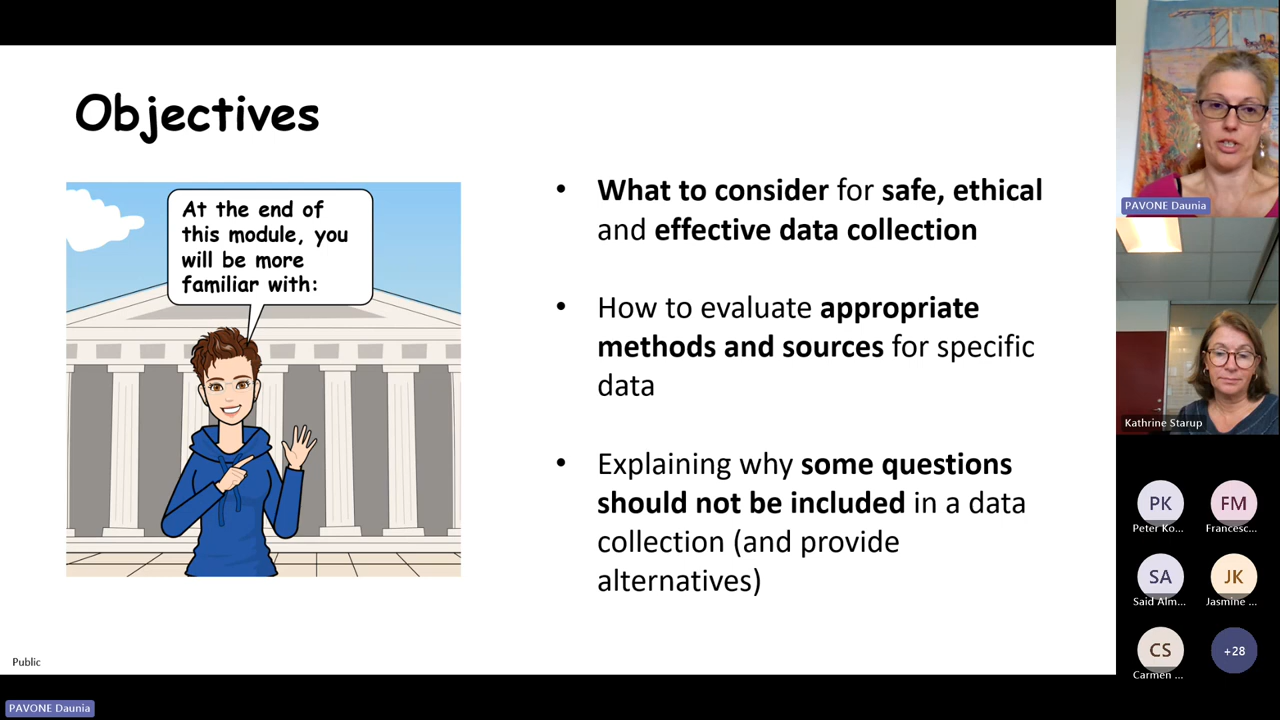 Objectives
At the end of
this module, you
will be more
familiar with:
• What to consider for safe, ethical
and effective data collection
• How to evaluate appropriate
methods and sources for specific
data
• Explaining why some questions
should not be included in a data
collection (and provide
alternatives)
Public
PAVONE Daunia
PAVONE Daunia
Kathrine Starup
PK
Peter Ko...
FM
Francesc...
SA
Said Alm...
JK
Jasmine ...
CS
Carmen ...
+28